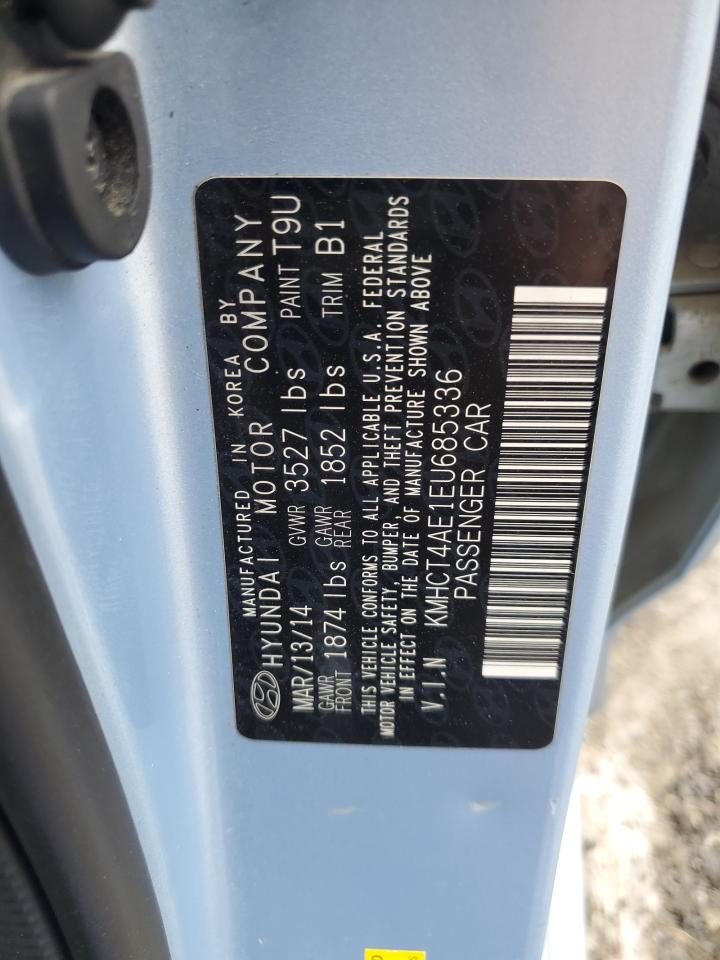 MANUFACTURED IN KOREA BY
HYUNDAI MOTOR COMPANY
MAR/13/14 GVWR 3527 lbs PAINT T9U
GAWR FRONT 1874 lbs GAWR REAR 1852 lbs TRIM B1
THIS VEHICLE CONFORMS TO ALL APPLICABLE U.S.A. FEDERAL
MOTOR VEHICLE SAFETY, BUMPER, AND THEFT PREVENTION STANDARDS
IN EFFECT ON THE DATE OF MANUFACTURE SHOWN ABOVE
V.I.N KMHCT4AE1EU685336
PASSENGER CAR